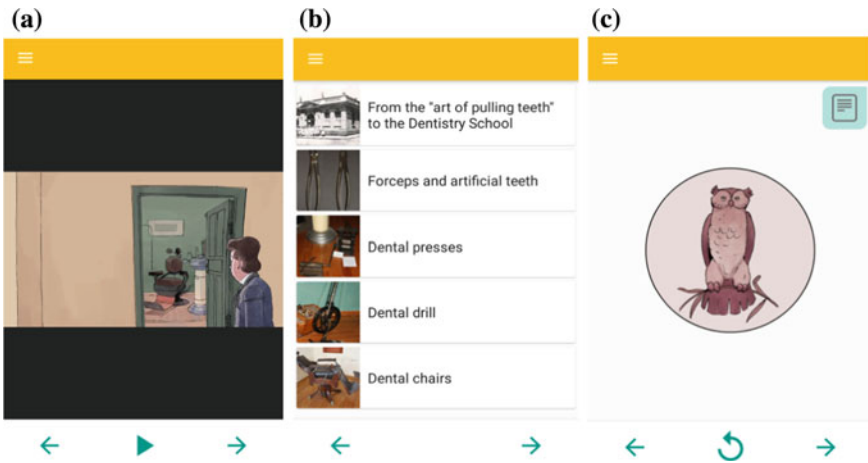 (a)
(b)
(c)
From the "art of pulling teeth"
to the Dentistry School
Forceps and artificial teeth
Dental presses
Dental drill
Dental chairs